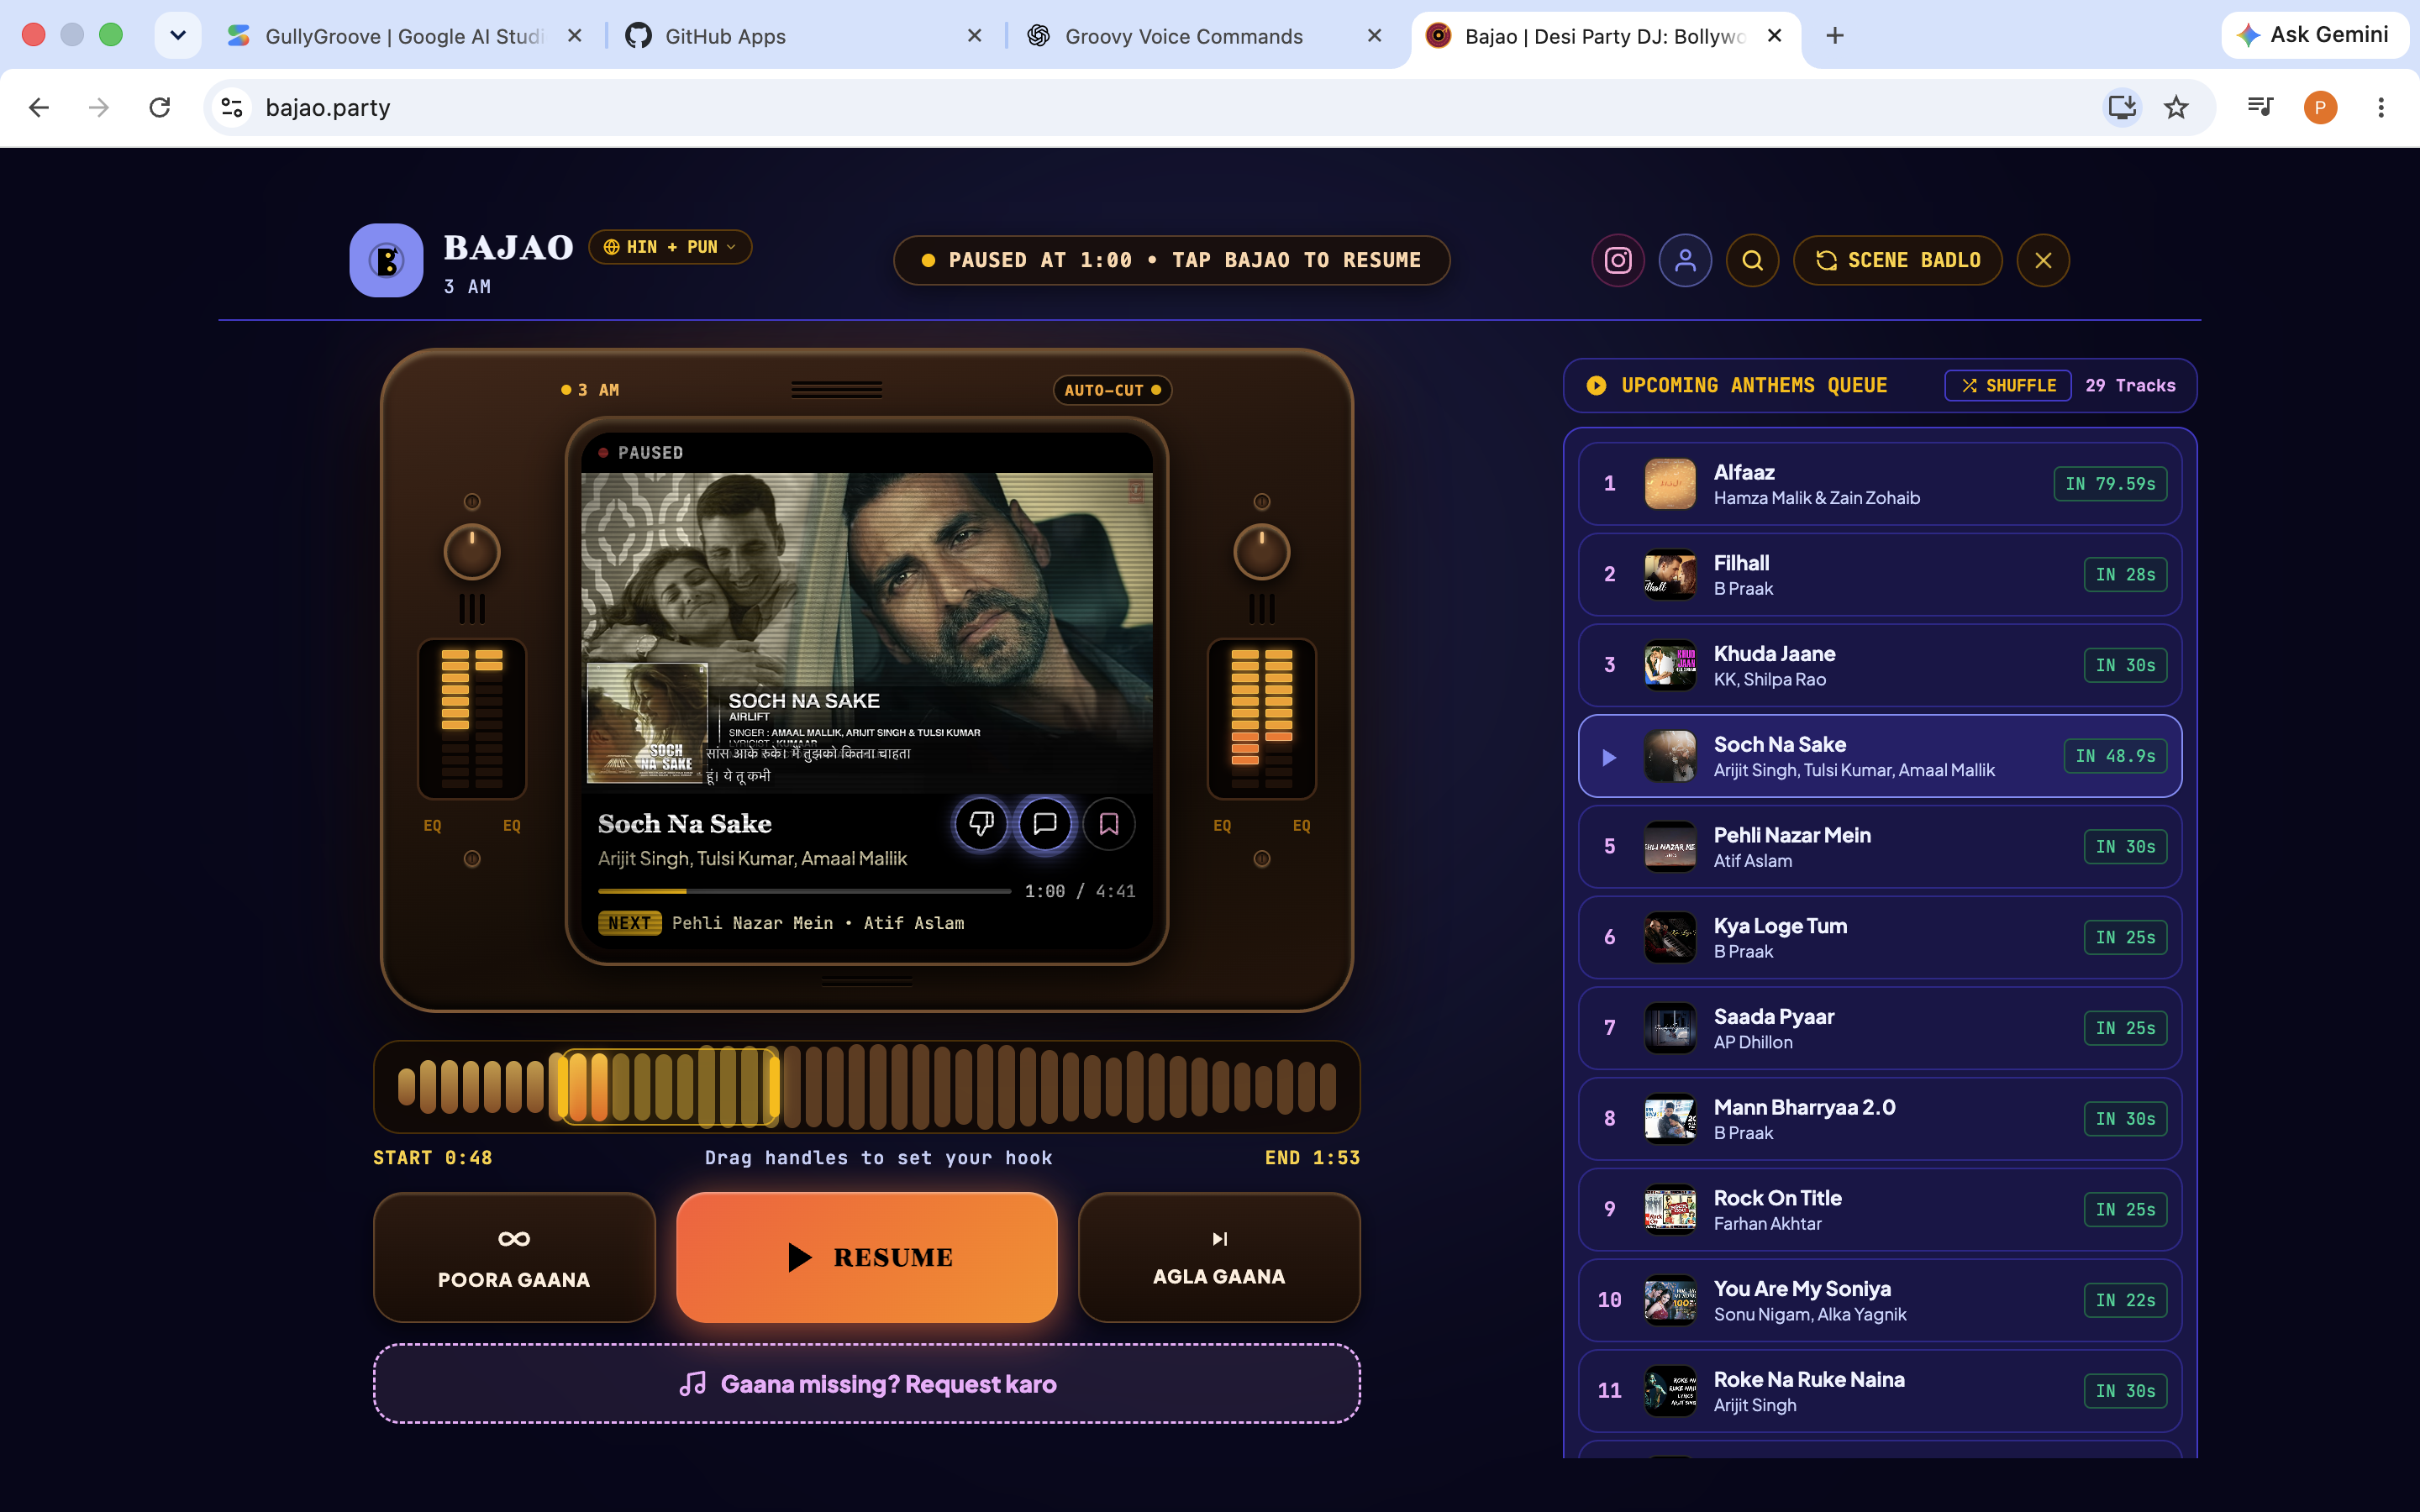 GullyGroove | Google AI Studi
GitHub Apps
Groovy Voice Commands
Bajao | Desi Party DJ: Bollywo
Ask Gemini
bajao.party
P
BAJAO
HIN + PUN
3 AM
PAUSED AT 1:00 • TAP BAJAO TO RESUME
SCENE BADLO
3 AM
AUTO-CUT
PAUSED
SOCH NA SAKE
AIRLIFT
SINGER : AMAAL MALLIK, ARIJIT SINGH & TULSI KUMAR
LYRICIST : KUMAAR
SOCH
NA SAKE
सांस आके रुके। मैं तुझको कितना चाहता
हूं। ये तू कभी
Soch Na Sake
Arijit Singh, Tulsi Kumar, Amaal Mallik
1:00 / 4:41
NEXT Pehli Nazar Mein • Atif Aslam
EQ EQ
EQ EQ
START 0:48
Drag handles to set your hook
END 1:53
POORA GAANA
RESUME
AGLA GAANA
Gaana missing? Request karo
UPCOMING ANTHEMS QUEUE
SHUFFLE
29 Tracks
1
Alfaaz
Hamza Malik & Zain Zohaib
IN 79.59s
2
Filhall
B Praak
IN 28s
3
Khuda Jaane
KK, Shilpa Rao
IN 30s
Soch Na Sake
Arijit Singh, Tulsi Kumar, Amaal Mallik
IN 48.9s
5
Pehli Nazar Mein
Atif Aslam
IN 30s
6
Kya Loge Tum
B Praak
IN 25s
7
Saada Pyaar
AP Dhillon
IN 25s
8
Mann Bharryaa 2.0
B Praak
IN 30s
9
Rock On Title
Farhan Akhtar
IN 25s
10
You Are My Soniya
Sonu Nigam, Alka Yagnik
IN 22s
11
Roke Na Ruke Naina
Arijit Singh
IN 30s